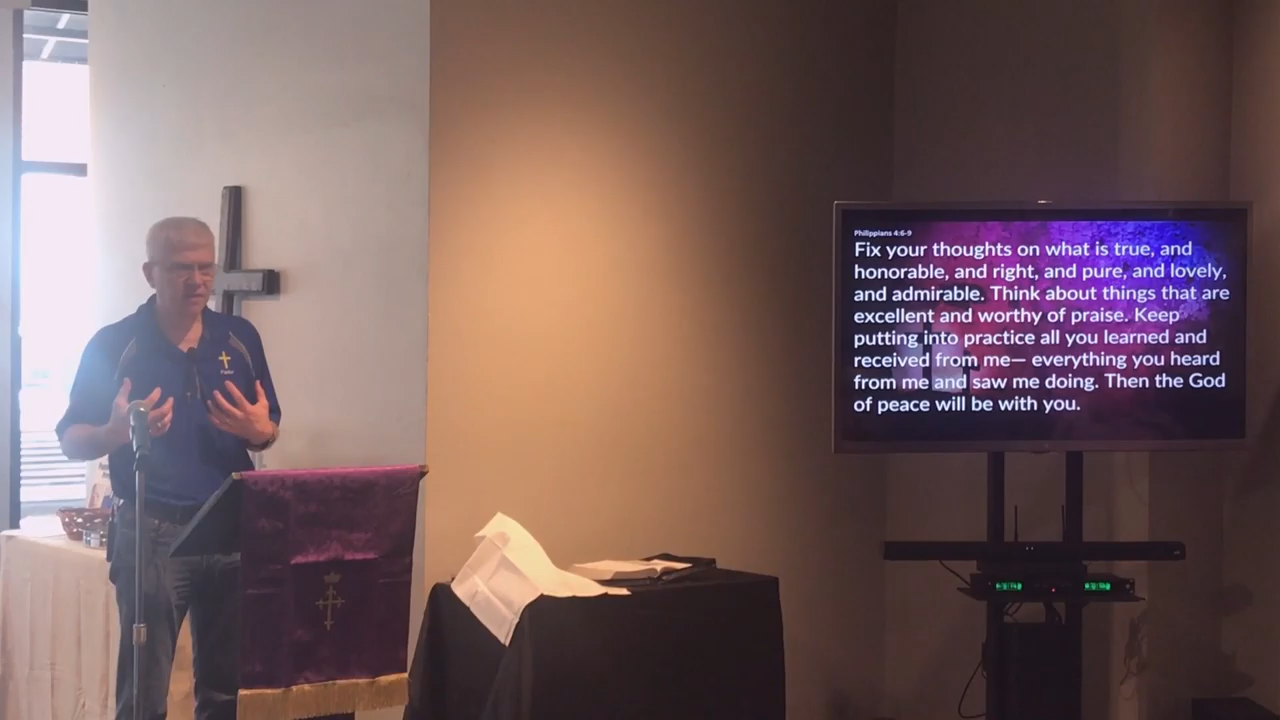 Philippians 4:6-9
Fix your thoughts on what is true, and
honorable, and right, and pure, and lovely,
and admirable. Think about things that are
excellent and worthy of praise. Keep
putting into practice all you learned and
received from me— everything you heard
from me and saw me doing. Then the God
of peace will be with you.